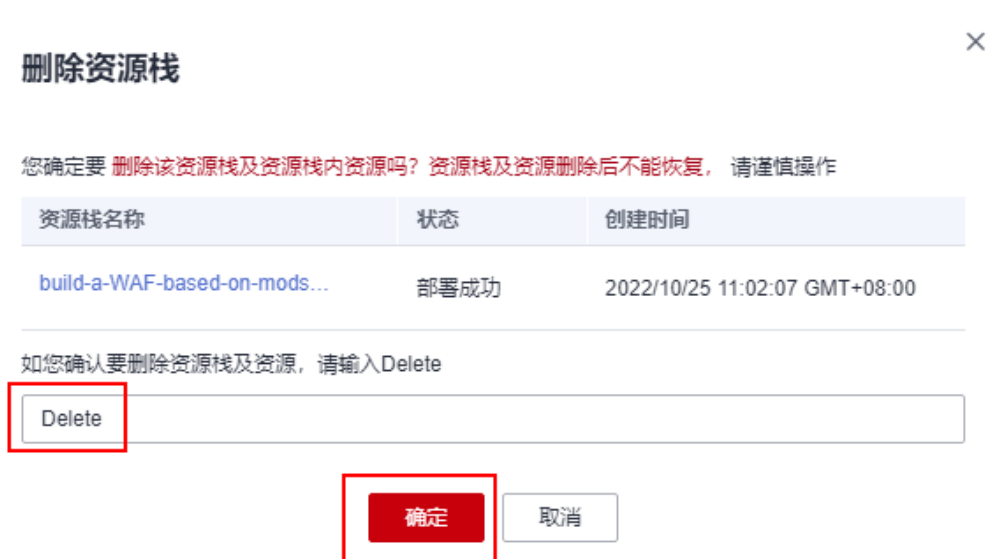 删除资源栈
您确定要 删除该资源栈及资源栈内资源吗？资源栈及资源删除后不能恢复， 请谨慎操作
资源栈名称 状态 创建时间
build-a-WAF-based-on-mods... 部署成功 2022/10/25 11:02:07 GMT+08:00
如您确认要删除资源栈及资源，请输入Delete
Delete
确定 取消